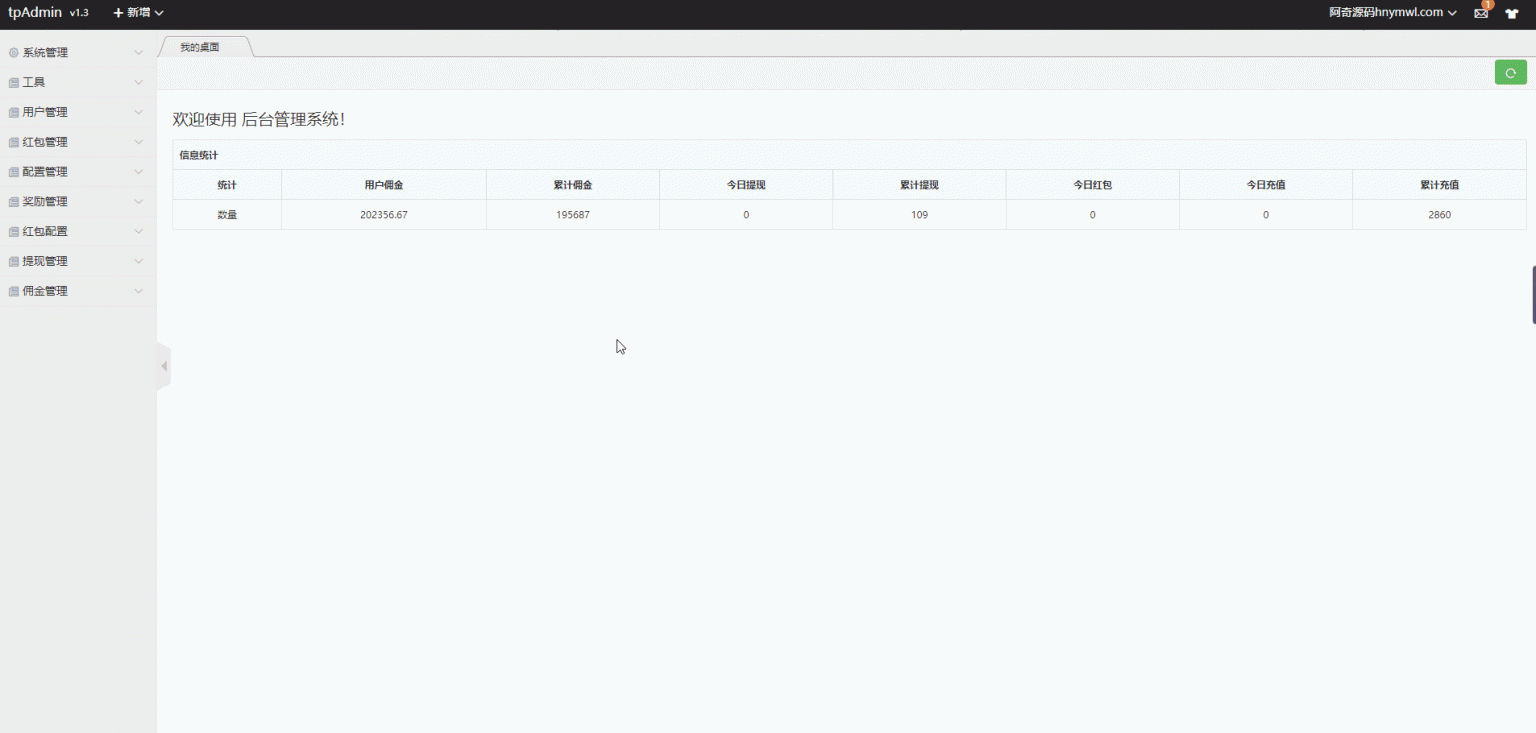 tpAdmin v1.3 新增 阿奇源码hnymwl.com 1
系统管理
工具
用户管理
红包管理
配置管理
奖励管理
红包配置
提现管理
佣金管理
我的桌面
欢迎使用 后台管理系统！
信息统计
统计 用户佣金 累计佣金 今日提现 累计提现 今日红包 今日充值 累计充值
数量 202356.67 195687 0 109 0 0 2860